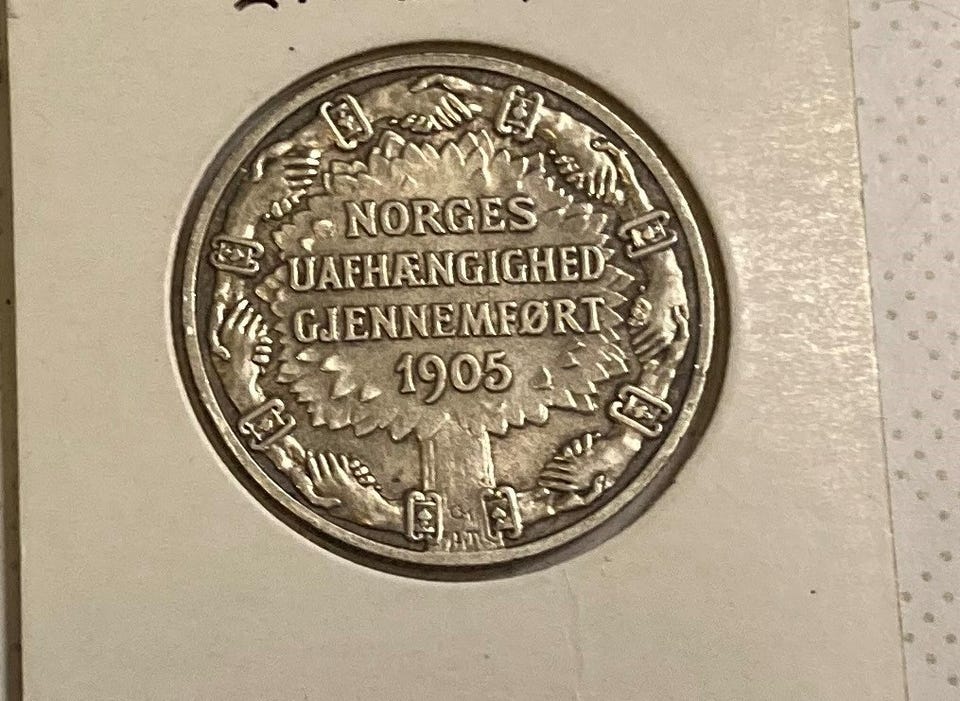 NORGES
UAFHÆNGIGHED
GJENNEMFØRT
1905